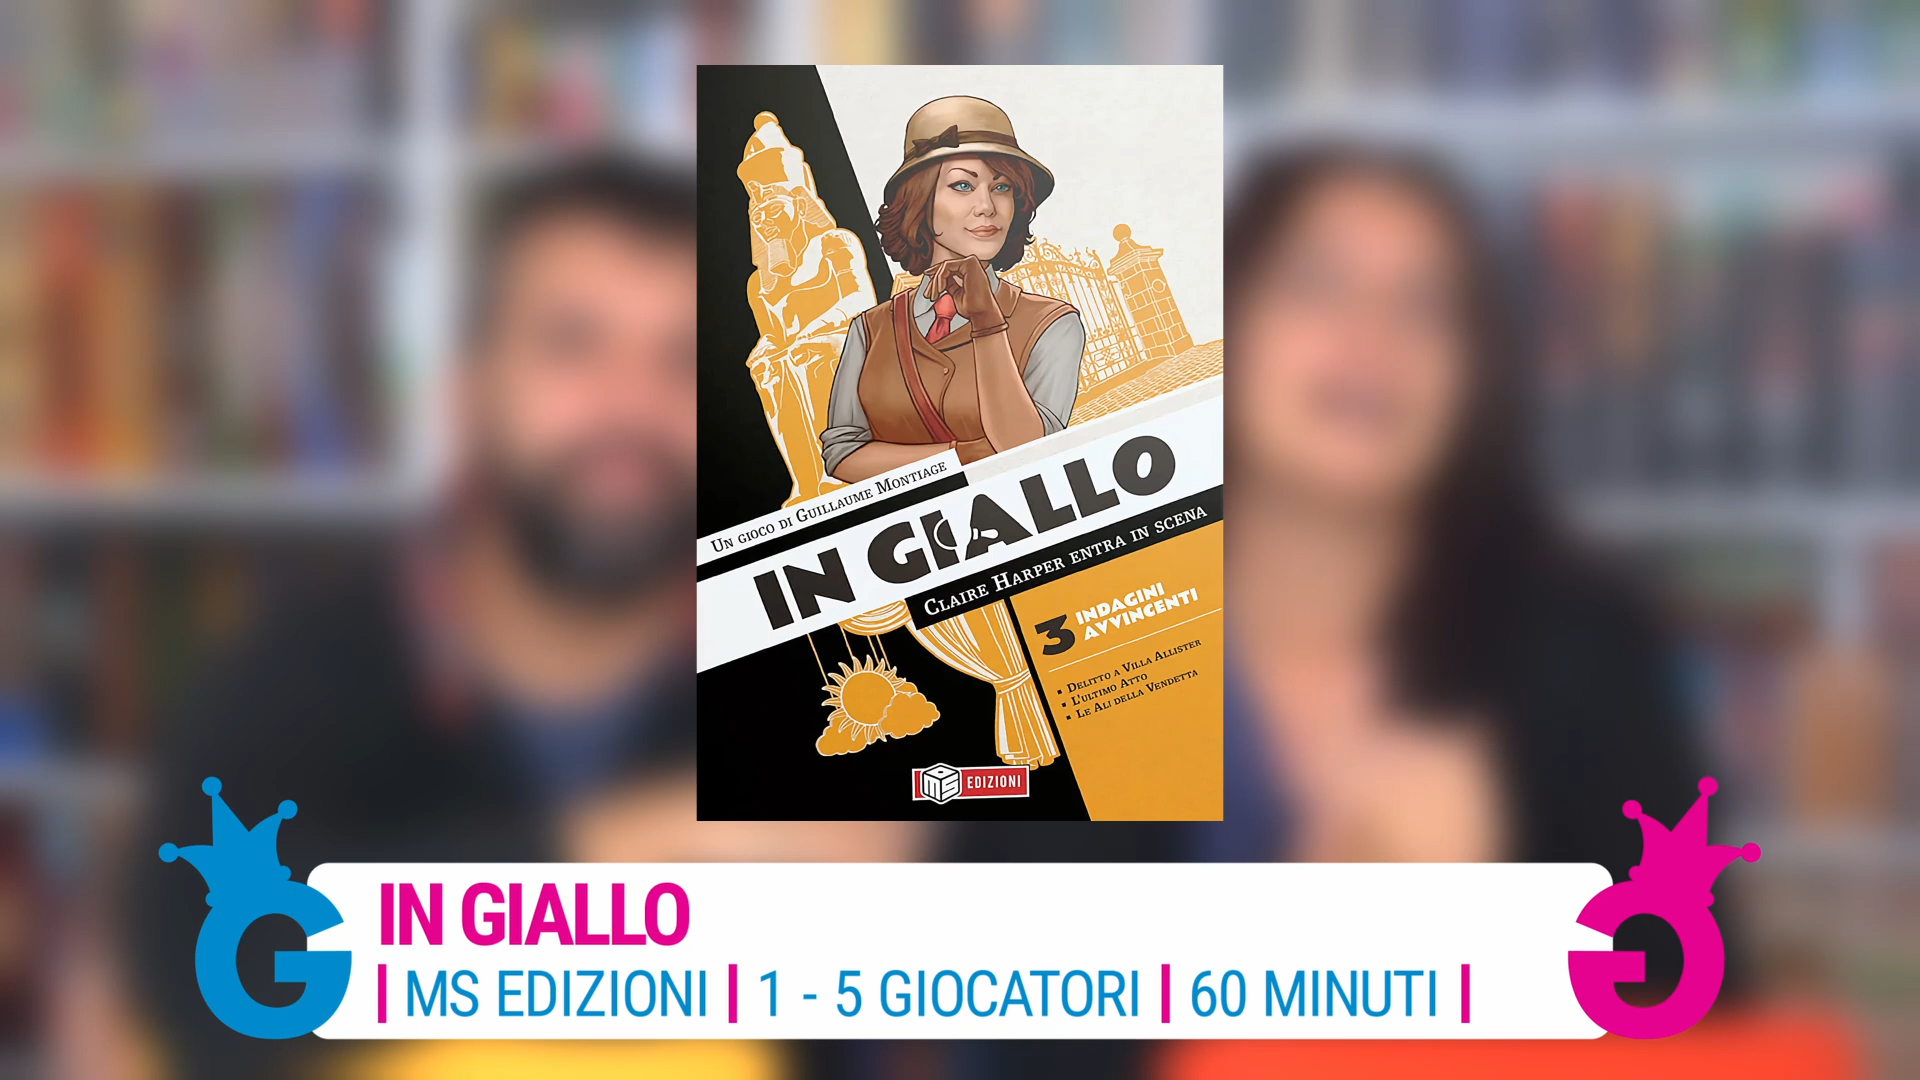 Un gioco di Guillaume Montiage
IN GIALLO
Claire Harper entra in scena
3 INDAGINI
AVVINCENTI
▪ Delitto a Villa Allister
▪ L'ultimo Atto
▪ Le Ali della Vendetta
MS EDIZIONI
IN GIALLO
| MS EDIZIONI | 1 - 5 GIOCATORI | 60 MINUTI |
G
G